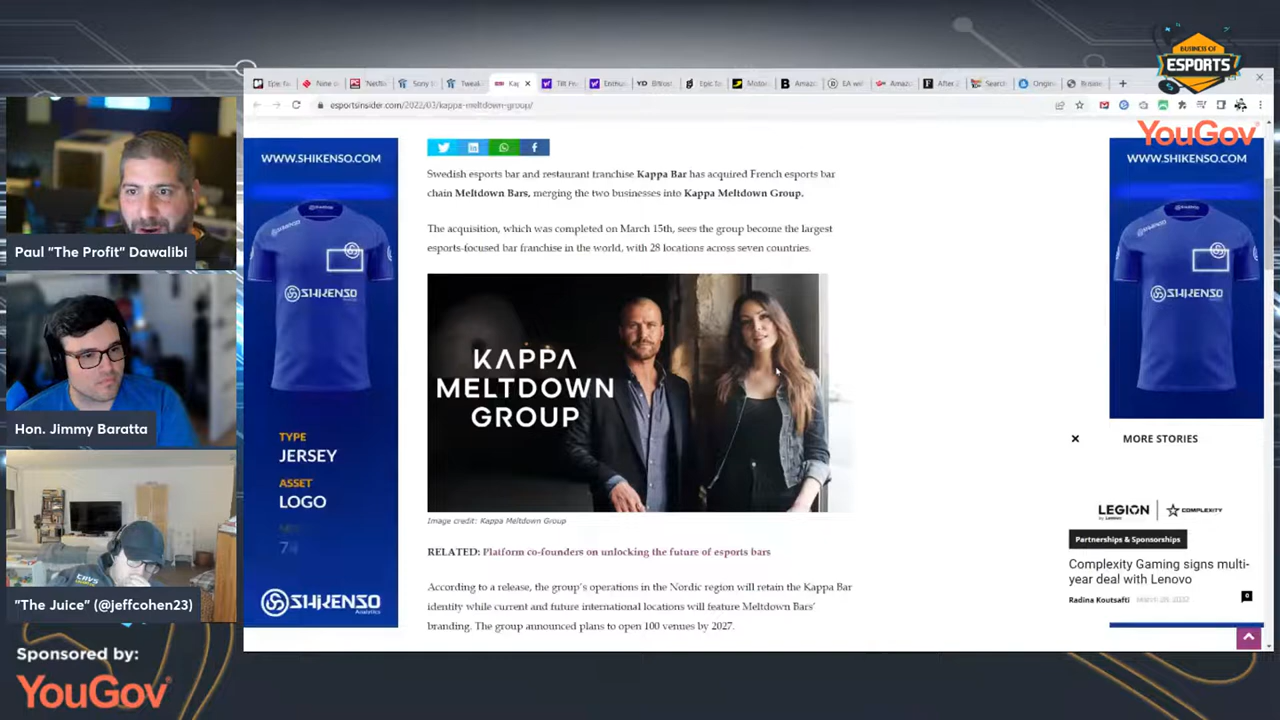 BUSINESS OF
ESPORTS
YouGov
Paul "The Profit" Dawalibi
Hon. Jimmy Baratta
"The Juice" (@jeffcohen23)
Sponsored by:
YouGov
esportsinsider.com/2022/03/kappa-meltdown-group/
WWW.SHIKENSO.COM
SHIKENSO
TYPE
JERSEY
ASSET
LOGO
SHIKENSO
Analytics
Swedish esports bar and restaurant franchise Kappa Bar has acquired French esports bar
chain Meltdown Bars, merging the two businesses into Kappa Meltdown Group.
The acquisition, which was completed on March 15th, sees the group become the largest
esports-focused bar franchise in the world, with 28 locations across seven countries.
KAPPA
MELTDOWN
GROUP
Image credit: Kappa Meltdown Group
RELATED: Platform co-founders on unlocking the future of esports bars
According to a release, the group's operations in the Nordic region will retain the Kappa Bar
identity while current and future international locations will feature Meltdown Bars'
branding. The group announced plans to open 100 venues by 2027.
WWW.SHIKENSO.COM
SHIKENSO
MORE STORIES
LEGION
COMPLEXITY
Partnerships & Sponsorships
Complexity Gaming signs multi-
year deal with Lenovo
Radina Koutsafti
0